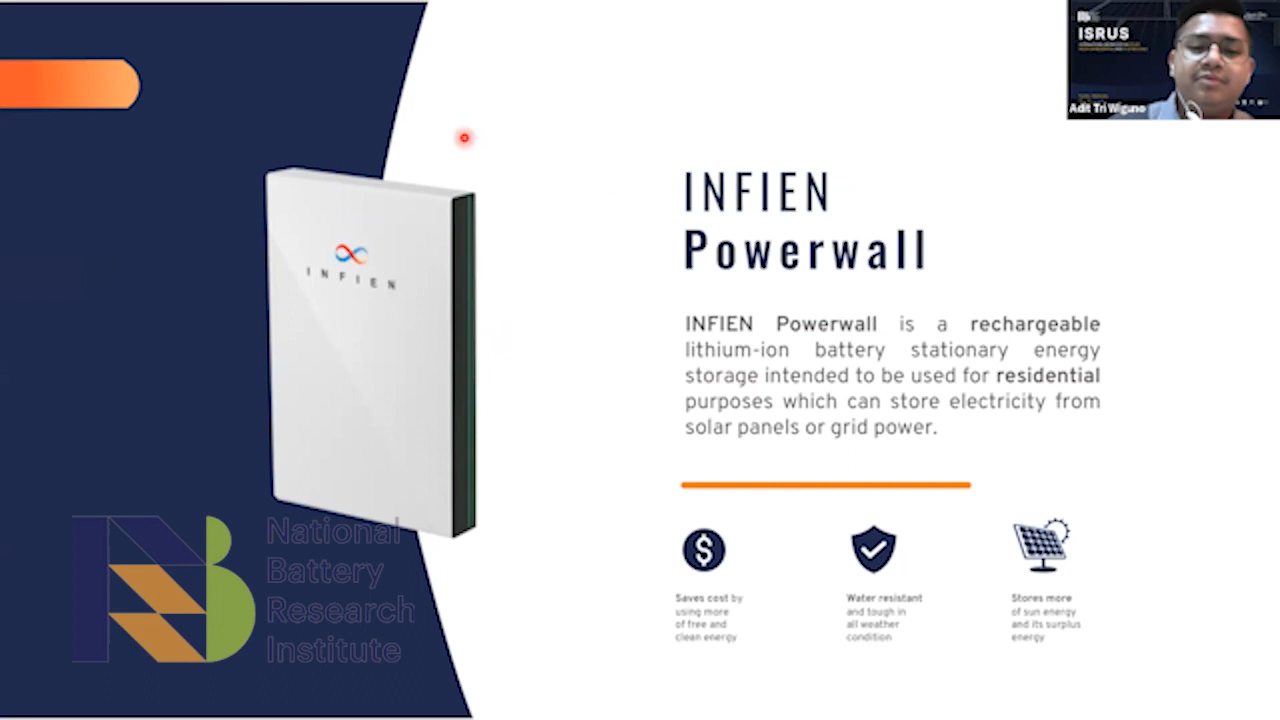 ISRUS
Adit Tri Wiguno
INFIEN
Powerwall
INFIEN
INFIEN Powerwall is a rechargeable
lithium-ion battery stationary energy
storage intended to be used for residential
purposes which can store electricity from
solar panels or grid power.
National
Battery
Research
Institute
Saves cost by
using more
of free and
clean energy
Water resistant
and tough in
all weather
condition
Stores more
of sun energy
and its surplus
energy